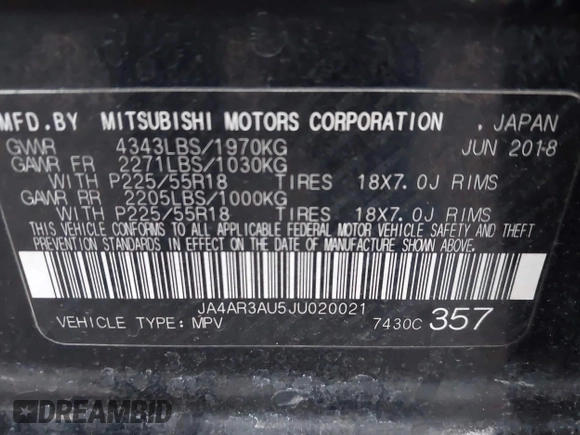 MFD.BY MITSUBISHI MOTORS CORPORATION , JAPAN
GVWR 4343LBS/1970KG JUN 2018
GAWR FR 2271LBS/1030KG
WITH P225/55R18 TIRES 18X7.0J RIMS
GAWR RR 2205LBS/1000KG
WITH P225/55R18 TIRES 18X7.0J RIMS
THIS VEHICLE CONFORMS TO ALL APPLICABLE FEDERAL MOTOR VEHICLE SAFETY AND THEFT
PREVENTION STANDARDS IN EFFECT ON THE DATE OF MANUFACTURE SHOWN ABOVE.
JA4AR3AU5JU020021
VEHICLE TYPE: MPV 7430C 357
DREAMBID